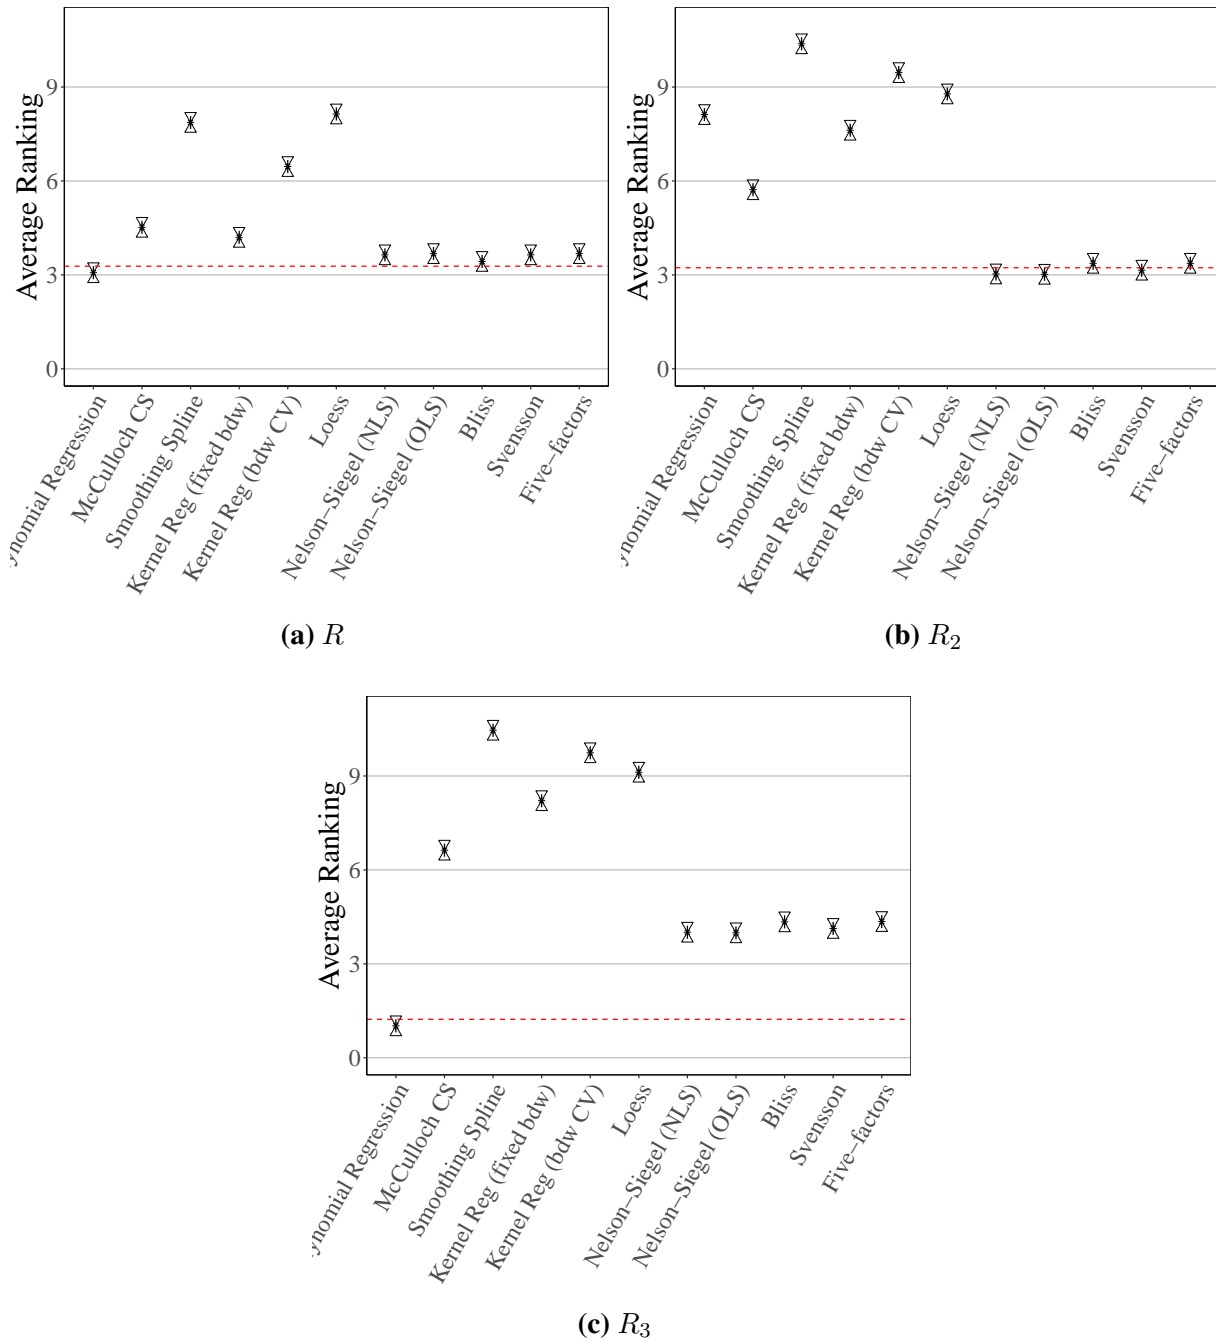 Average Ranking
9
6
3
0
ynomial Regression
McCulloch CS
Smoothing Spline
Kernel Reg (fixed bdw)
Kernel Reg (bdw CV)
Loess
Nelson−Siegel (NLS)
Nelson−Siegel (OLS)
Bliss
Svensson
Five−factors
(a) R
Average Ranking
9
6
3
0
ynomial Regression
McCulloch CS
Smoothing Spline
Kernel Reg (fixed bdw)
Kernel Reg (bdw CV)
Loess
Nelson−Siegel (NLS)
Nelson−Siegel (OLS)
Bliss
Svensson
Five−factors
(b) R₂
Average Ranking
9
6
3
0
ynomial Regression
McCulloch CS
Smoothing Spline
Kernel Reg (fixed bdw)
Kernel Reg (bdw CV)
Loess
Nelson−Siegel (NLS)
Nelson−Siegel (OLS)
Bliss
Svensson
Five−factors
(c) R₃